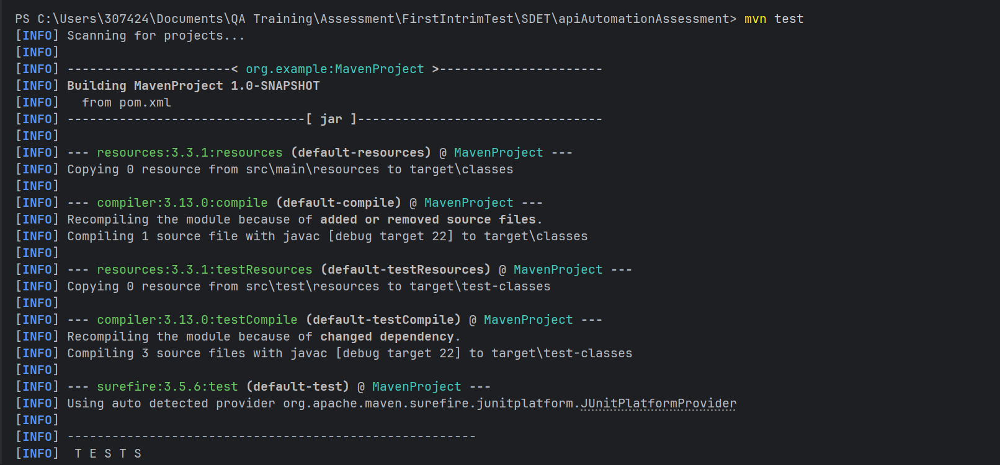 PS C:\Users\307424\Documents\QA Training\Assessment\FirstIntrimTest\SDET\apiAutomationAssessment> mvn test
[INFO] Scanning for projects...
[INFO]
[INFO] ----------------------< org.example:MavenProject >----------------------
[INFO] Building MavenProject 1.0-SNAPSHOT
[INFO]   from pom.xml
[INFO] --------------------------------[ jar ]---------------------------------
[INFO]
[INFO] --- resources:3.3.1:resources (default-resources) @ MavenProject ---
[INFO] Copying 0 resource from src\main\resources to target\classes
[INFO]
[INFO] --- compiler:3.13.0:compile (default-compile) @ MavenProject ---
[INFO] Recompiling the module because of added or removed source files.
[INFO] Compiling 1 source file with javac [debug target 22] to target\classes
[INFO]
[INFO] --- resources:3.3.1:testResources (default-testResources) @ MavenProject ---
[INFO] Copying 0 resource from src\test\resources to target\test-classes
[INFO]
[INFO] --- compiler:3.13.0:testCompile (default-testCompile) @ MavenProject ---
[INFO] Recompiling the module because of changed dependency.
[INFO] Compiling 3 source files with javac [debug target 22] to target\test-classes
[INFO]
[INFO] --- surefire:3.5.6:test (default-test) @ MavenProject ---
[INFO] Using auto detected provider org.apache.maven.surefire.junitplatform.JUnitPlatformProvider
[INFO]
[INFO] -------------------------------------------------------
[INFO]  T E S T S